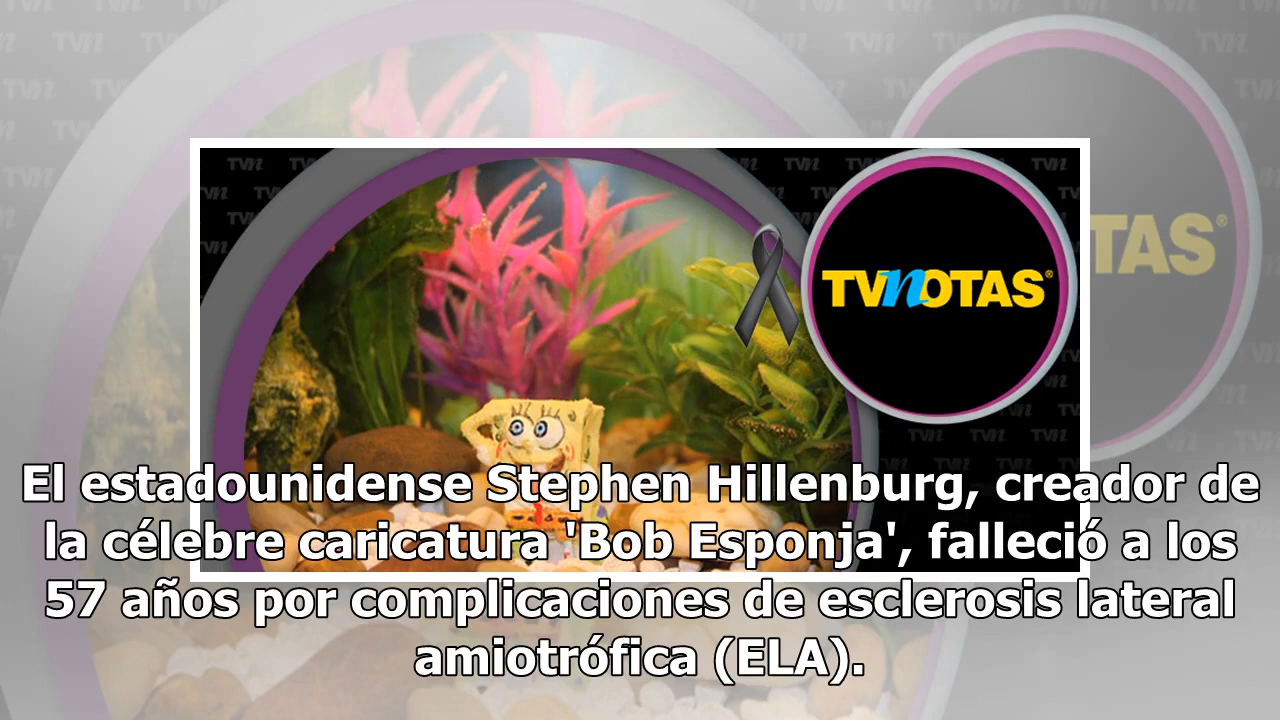 TVnOTAS®
TAS®
El estadounidense Stephen Hillenburg, creador de
la célebre caricatura 'Bob Esponja', falleció a los
57 años por complicaciones de esclerosis lateral
amiotrófica (ELA).